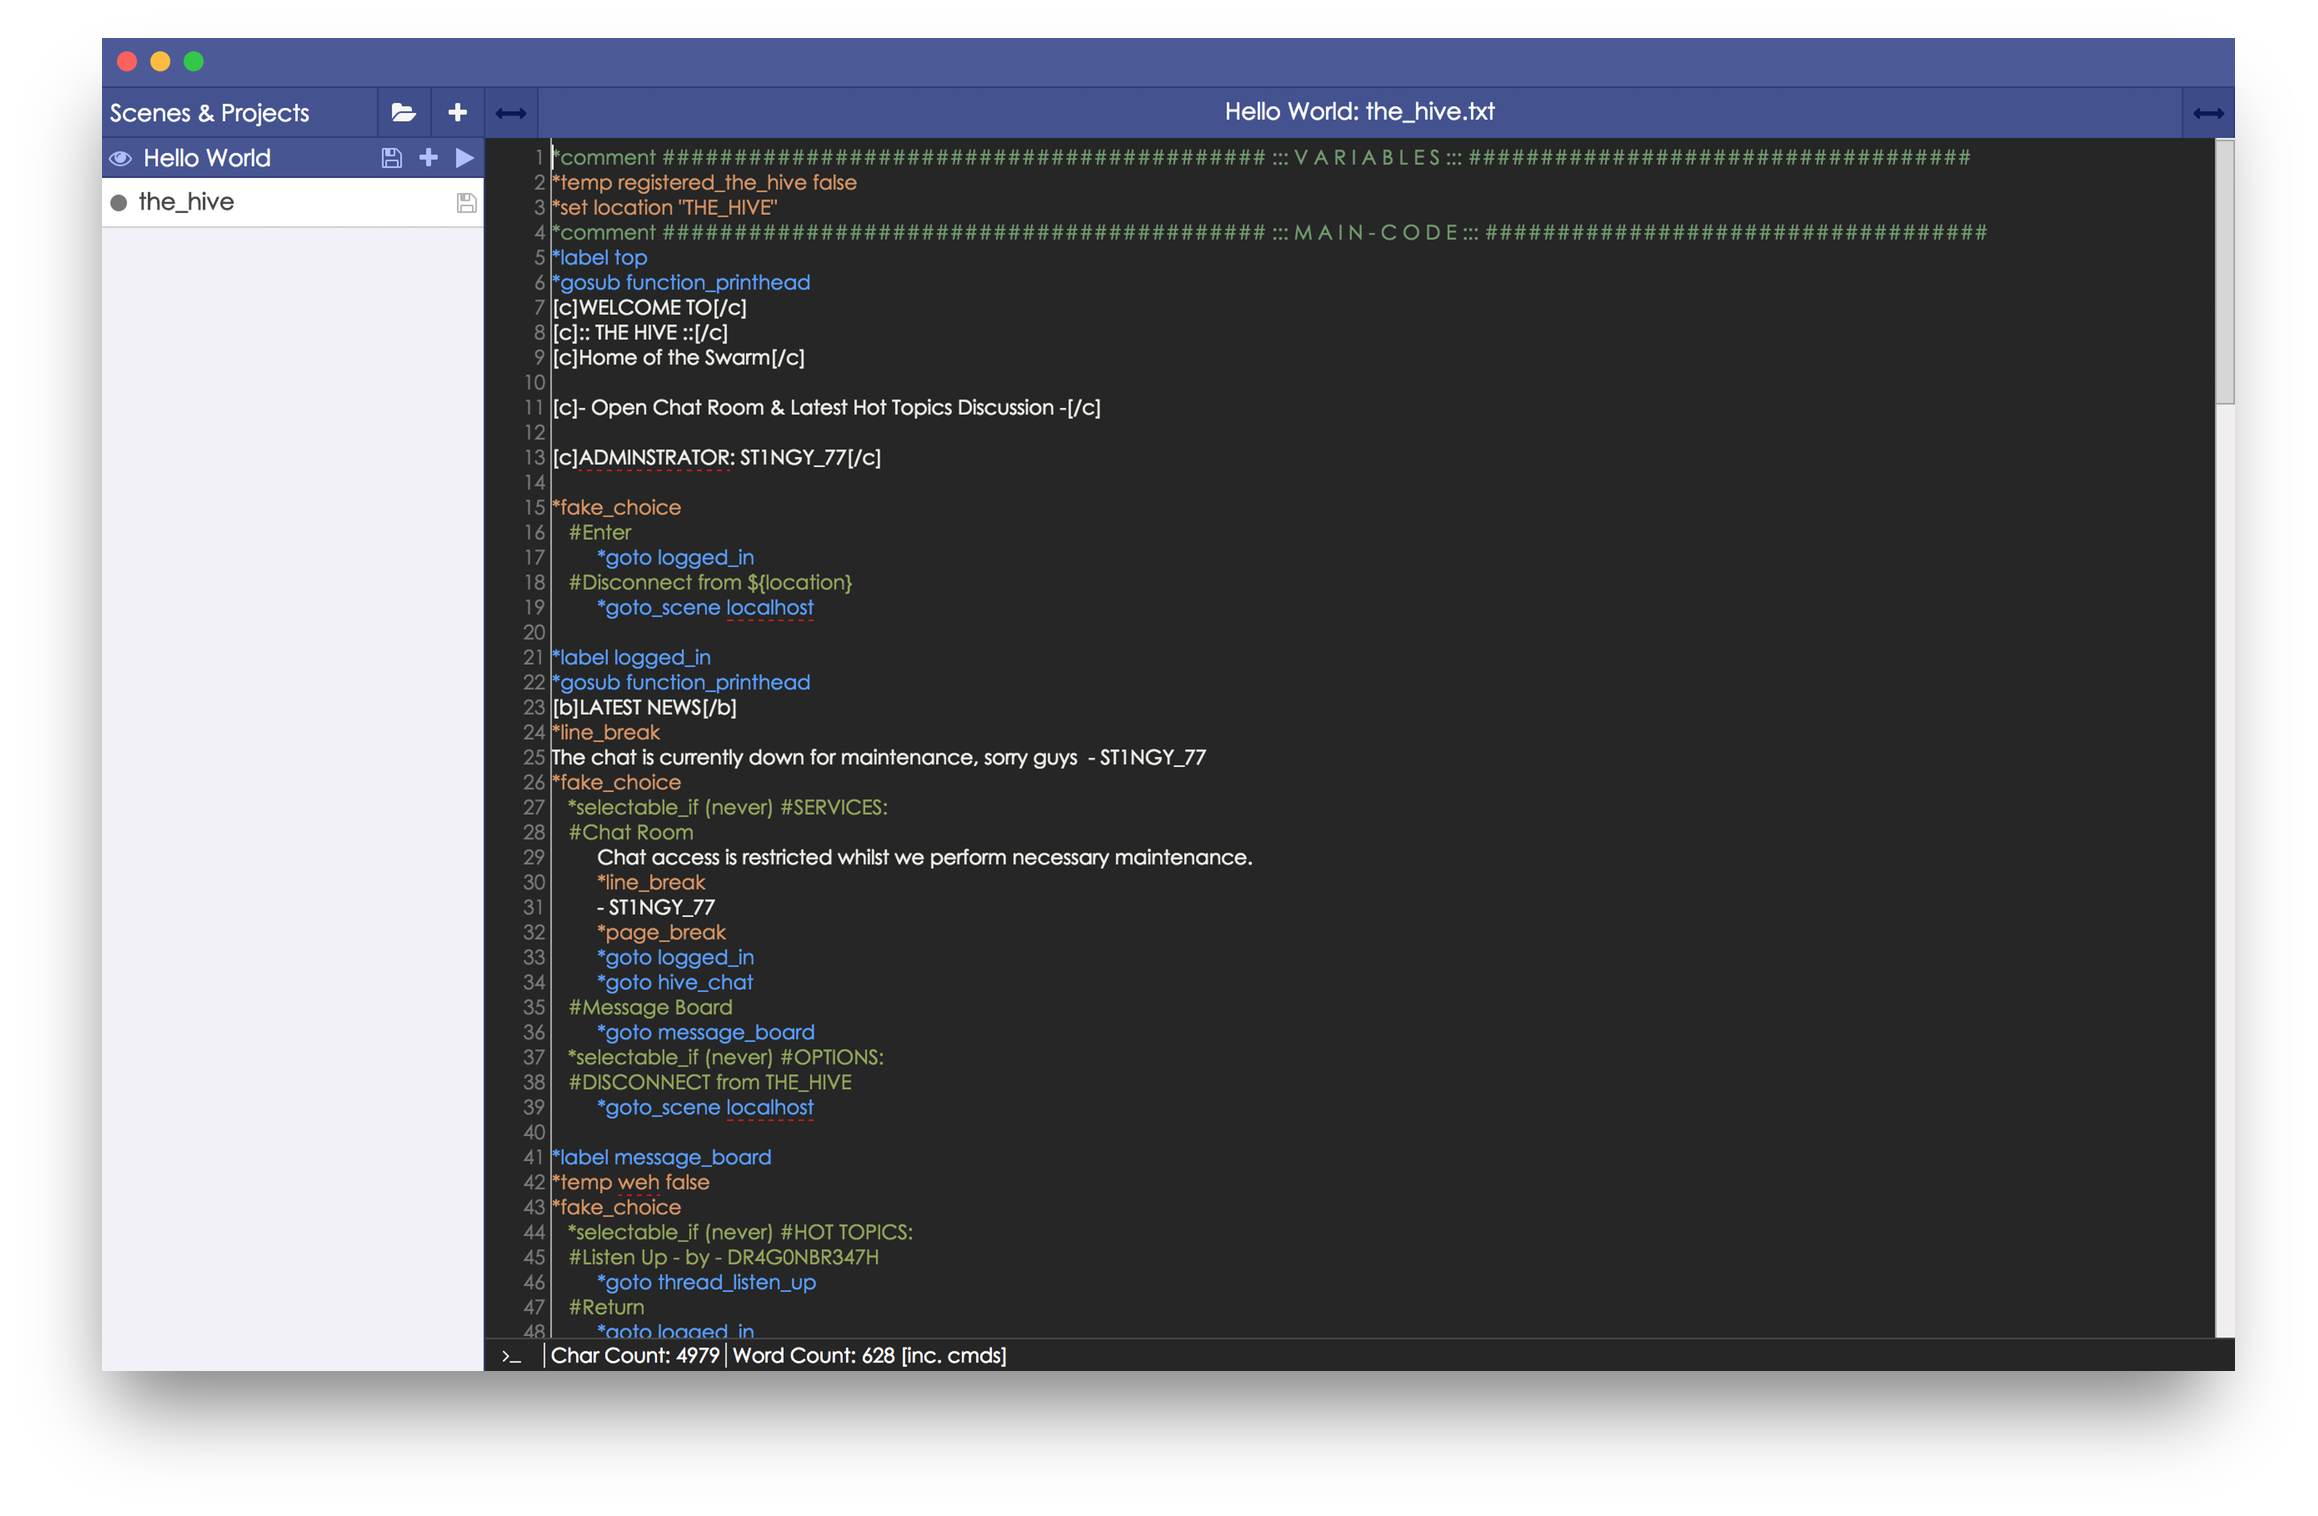 Scenes & Projects
Hello World: the_hive.txt
Hello World
the_hive
1 *comment ########################################## ::: V A R I A B L E S ::: ###################################
2 *temp registered_the_hive false
3 *set location "THE_HIVE"
4 *comment ########################################## ::: M A I N - C O D E ::: ###################################
5 *label top
6 *gosub function_printhead
7 [c]WELCOME TO[/c]
8 [c]:: THE HIVE ::[/c]
9 [c]Home of the Swarm[/c]
10
11 [c]- Open Chat Room & Latest Hot Topics Discussion -[/c]
12
13 [c]ADMINSTRATOR: ST1NGY_77[/c]
14
15 *fake_choice
16 #Enter
17 *goto logged_in
18 #Disconnect from ${location}
19 *goto_scene localhost
20
21 *label logged_in
22 *gosub function_printhead
23 [b]LATEST NEWS[/b]
24 *line_break
25 The chat is currently down for maintenance, sorry guys  - ST1NGY_77
26 *fake_choice
27 *selectable_if (never) #SERVICES:
28 #Chat Room
29 Chat access is restricted whilst we perform necessary maintenance.
30 *line_break
31 - ST1NGY_77
32 *page_break
33 *goto logged_in
34 *goto hive_chat
35 #Message Board
36 *goto message_board
37 *selectable_if (never) #OPTIONS:
38 #DISCONNECT from THE_HIVE
39 *goto_scene localhost
40
41 *label message_board
42 *temp weh false
43 *fake_choice
44 *selectable_if (never) #HOT TOPICS:
45 #Listen Up - by - DR4G0NBR347H
46 *goto thread_listen_up
47 #Return
48 *goto logged_in
>_ Char Count: 4979 Word Count: 628 [inc. cmds]